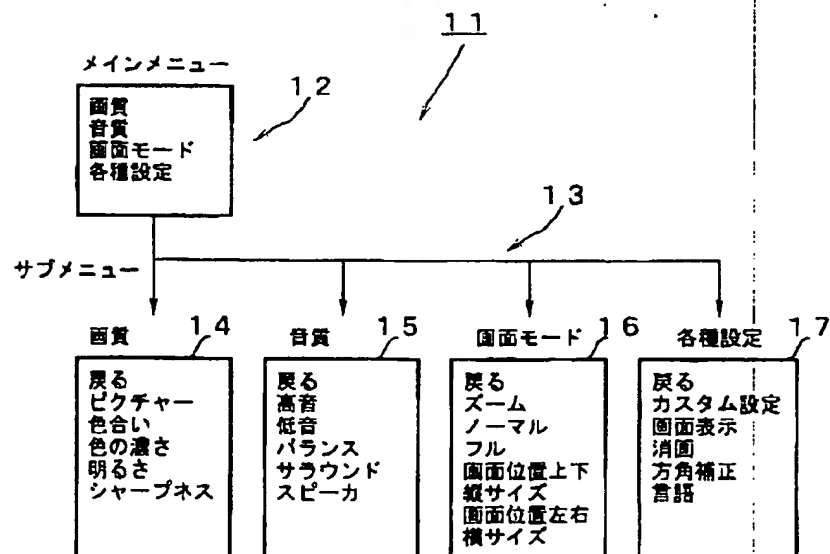 11
メインメニュー
12
画質
音質
画面モード
各種設定
13
サブメニュー
画質
14
戻る
ピクチャー
色合い
色の濃さ
明るさ
シャープネス
音質
15
戻る
高音
低音
バランス
サラウンド
スピーカ
画面モード
16
戻る
ズーム
ノーマル
フル
画面位置上下
縦サイズ
画面位置左右
横サイズ
各種設定
17
戻る
カスタム設定
画面表示
消画
方角補正
言語